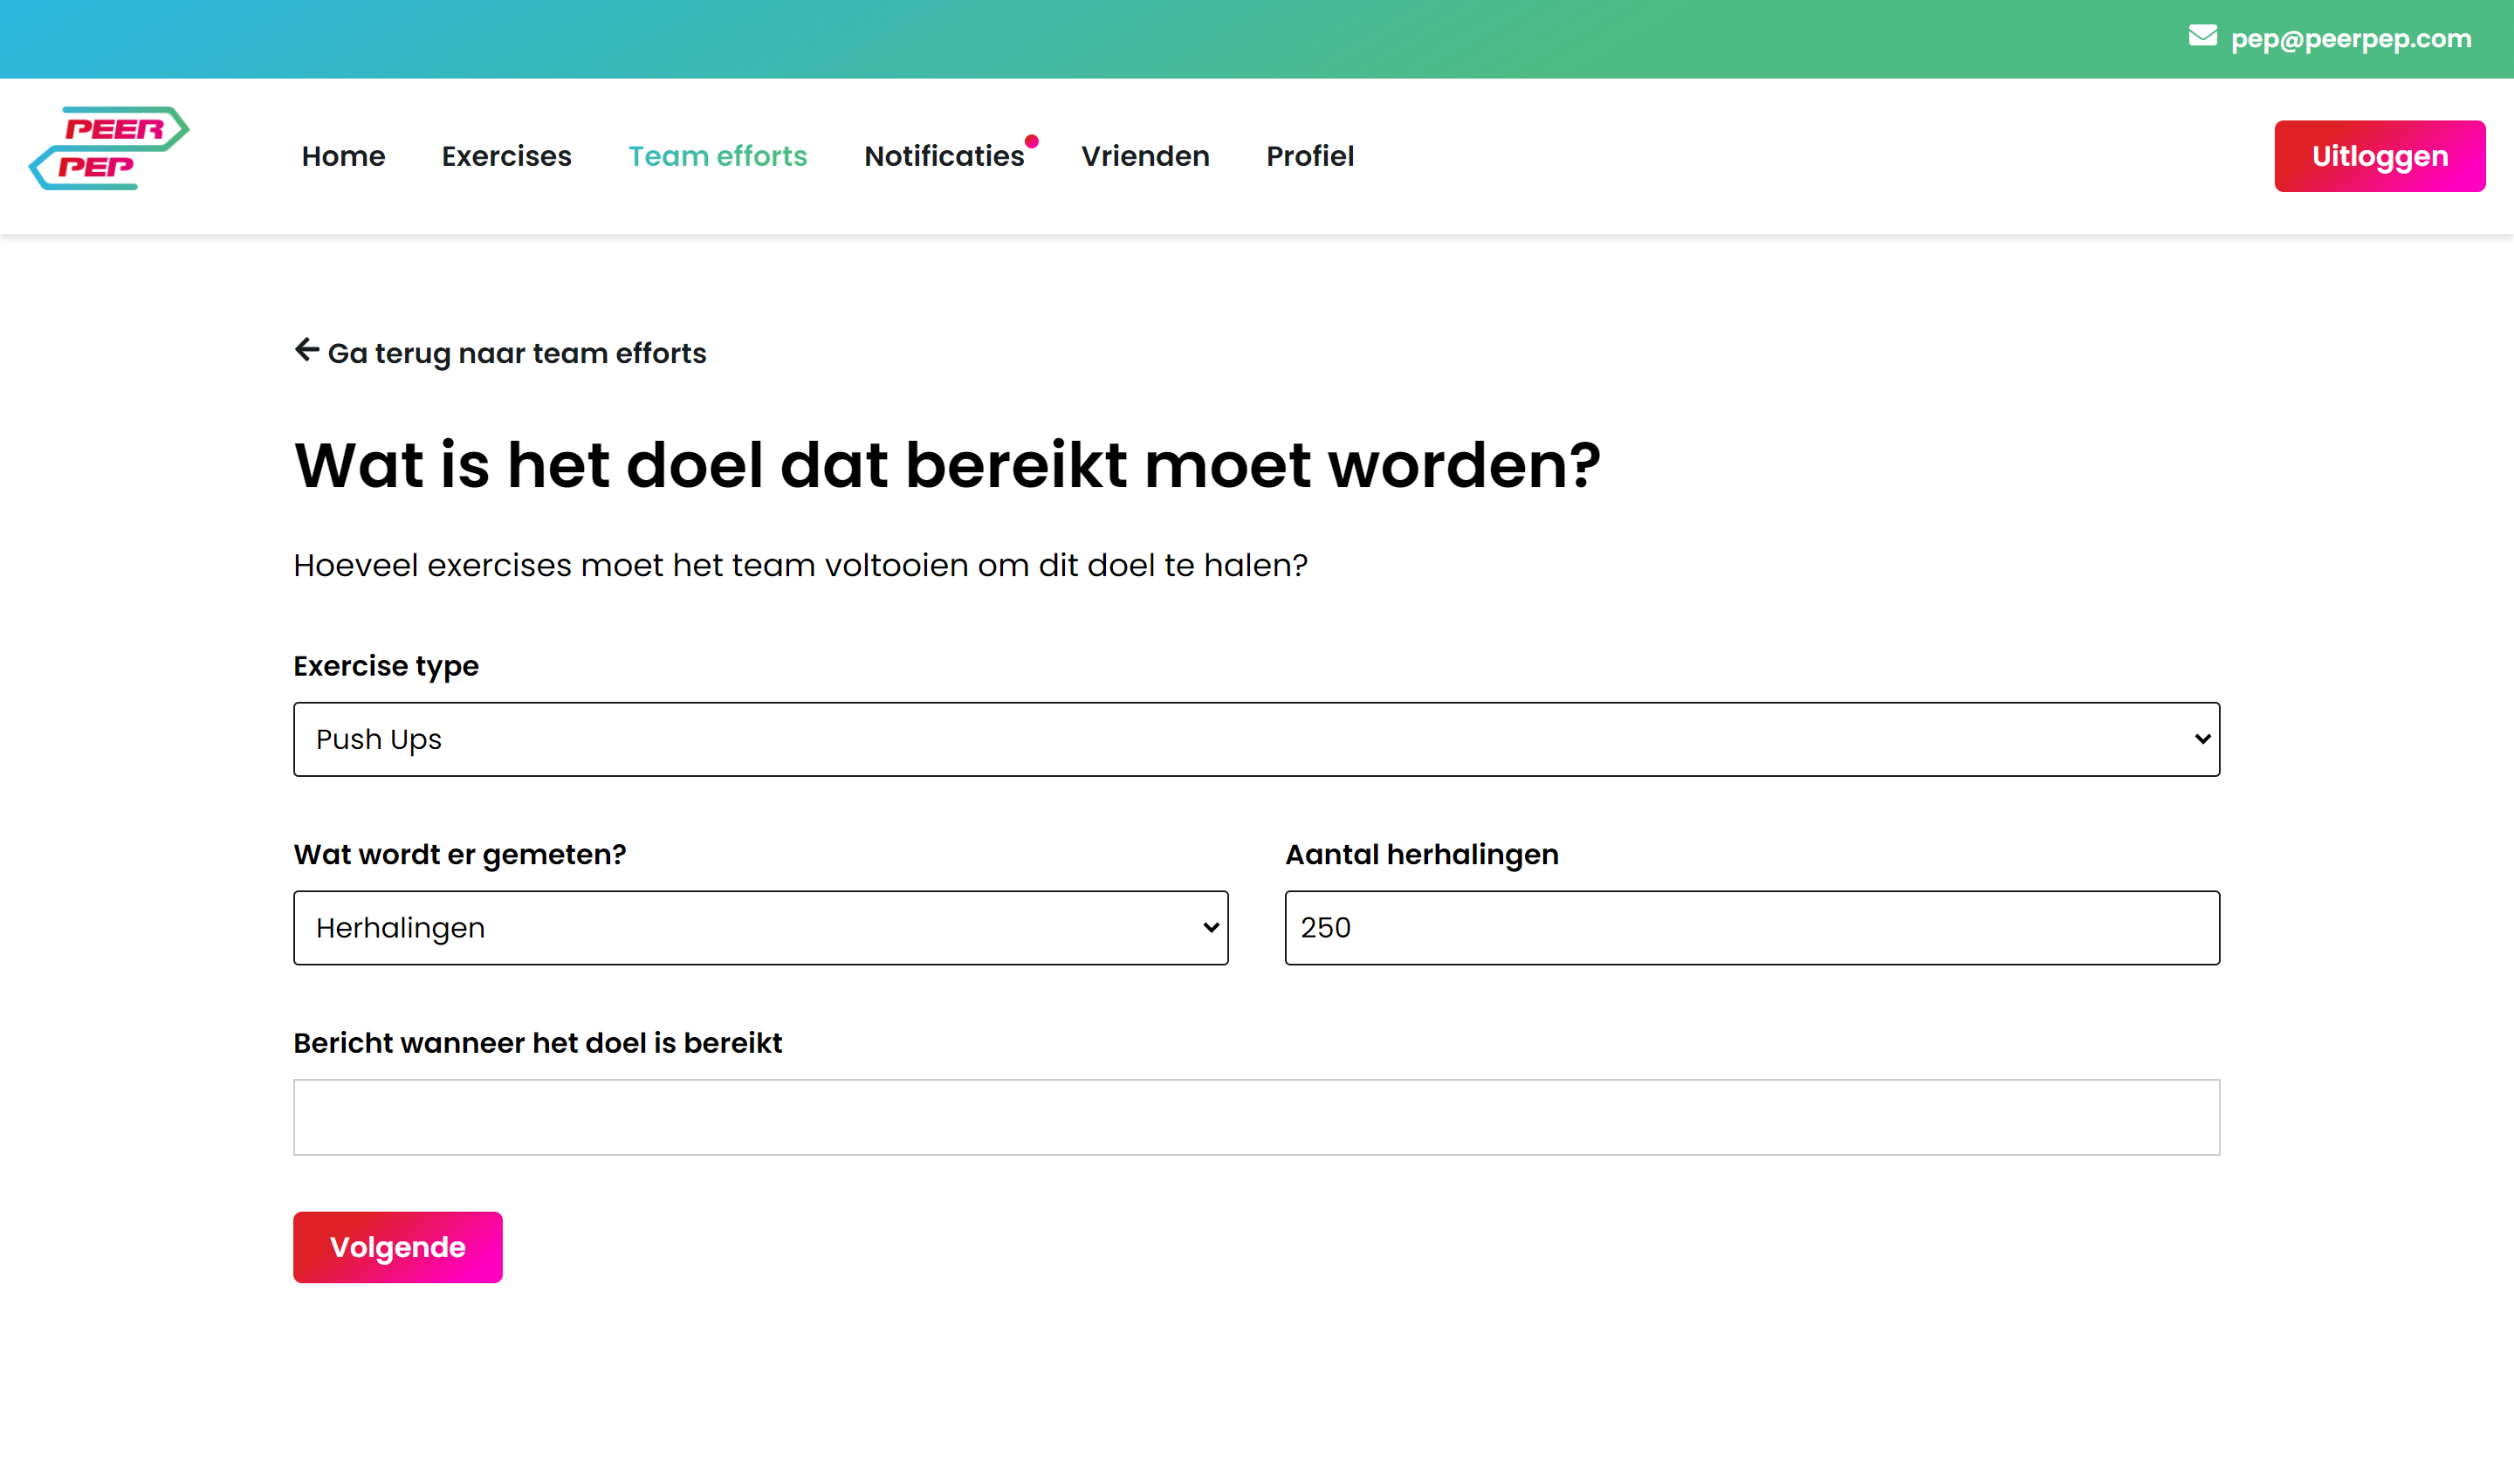 pep@peerpep.com
PEER
PEP
Home Exercises Team efforts Notificaties Vrienden Profiel Uitloggen
Ga terug naar team efforts
Wat is het doel dat bereikt moet worden?
Hoeveel exercises moet het team voltooien om dit doel te halen?
Exercise type
Push Ups
Wat wordt er gemeten? Aantal herhalingen
Herhalingen 250
Bericht wanneer het doel is bereikt
Volgende